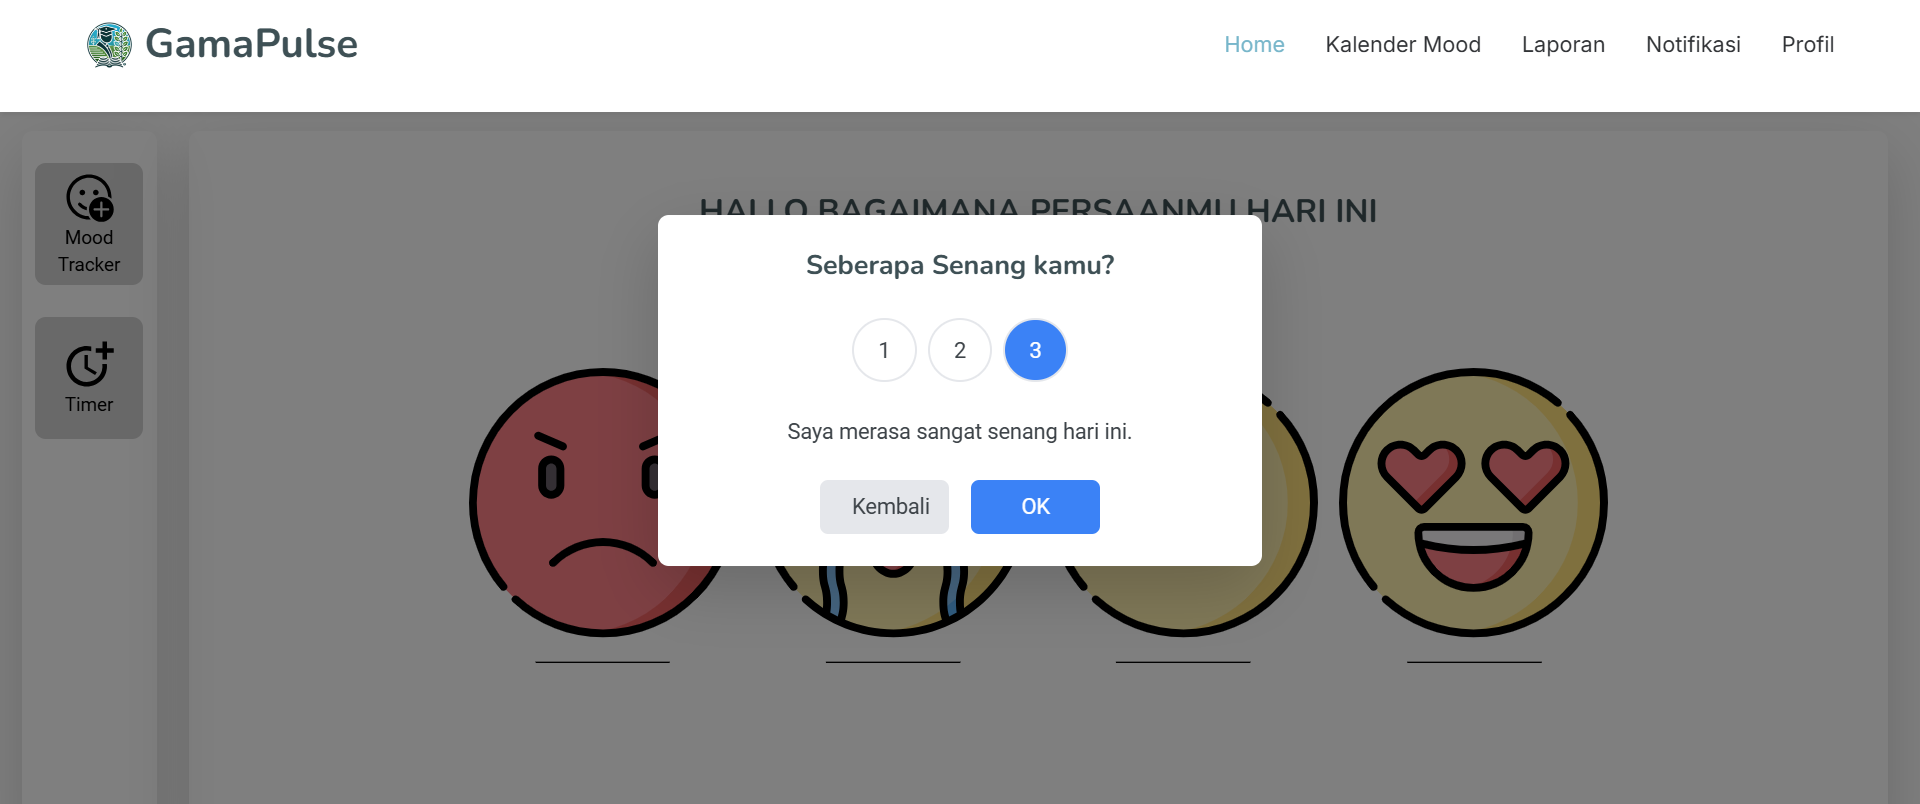 GamaPulse
Home Kalender Mood Laporan Notifikasi Profil
Mood
Tracker
Timer
HALLO BAGAIMANA PERSAANMU HARI INI
Seberapa Senang kamu?
1 2 3
Saya merasa sangat senang hari ini.
Kembali OK